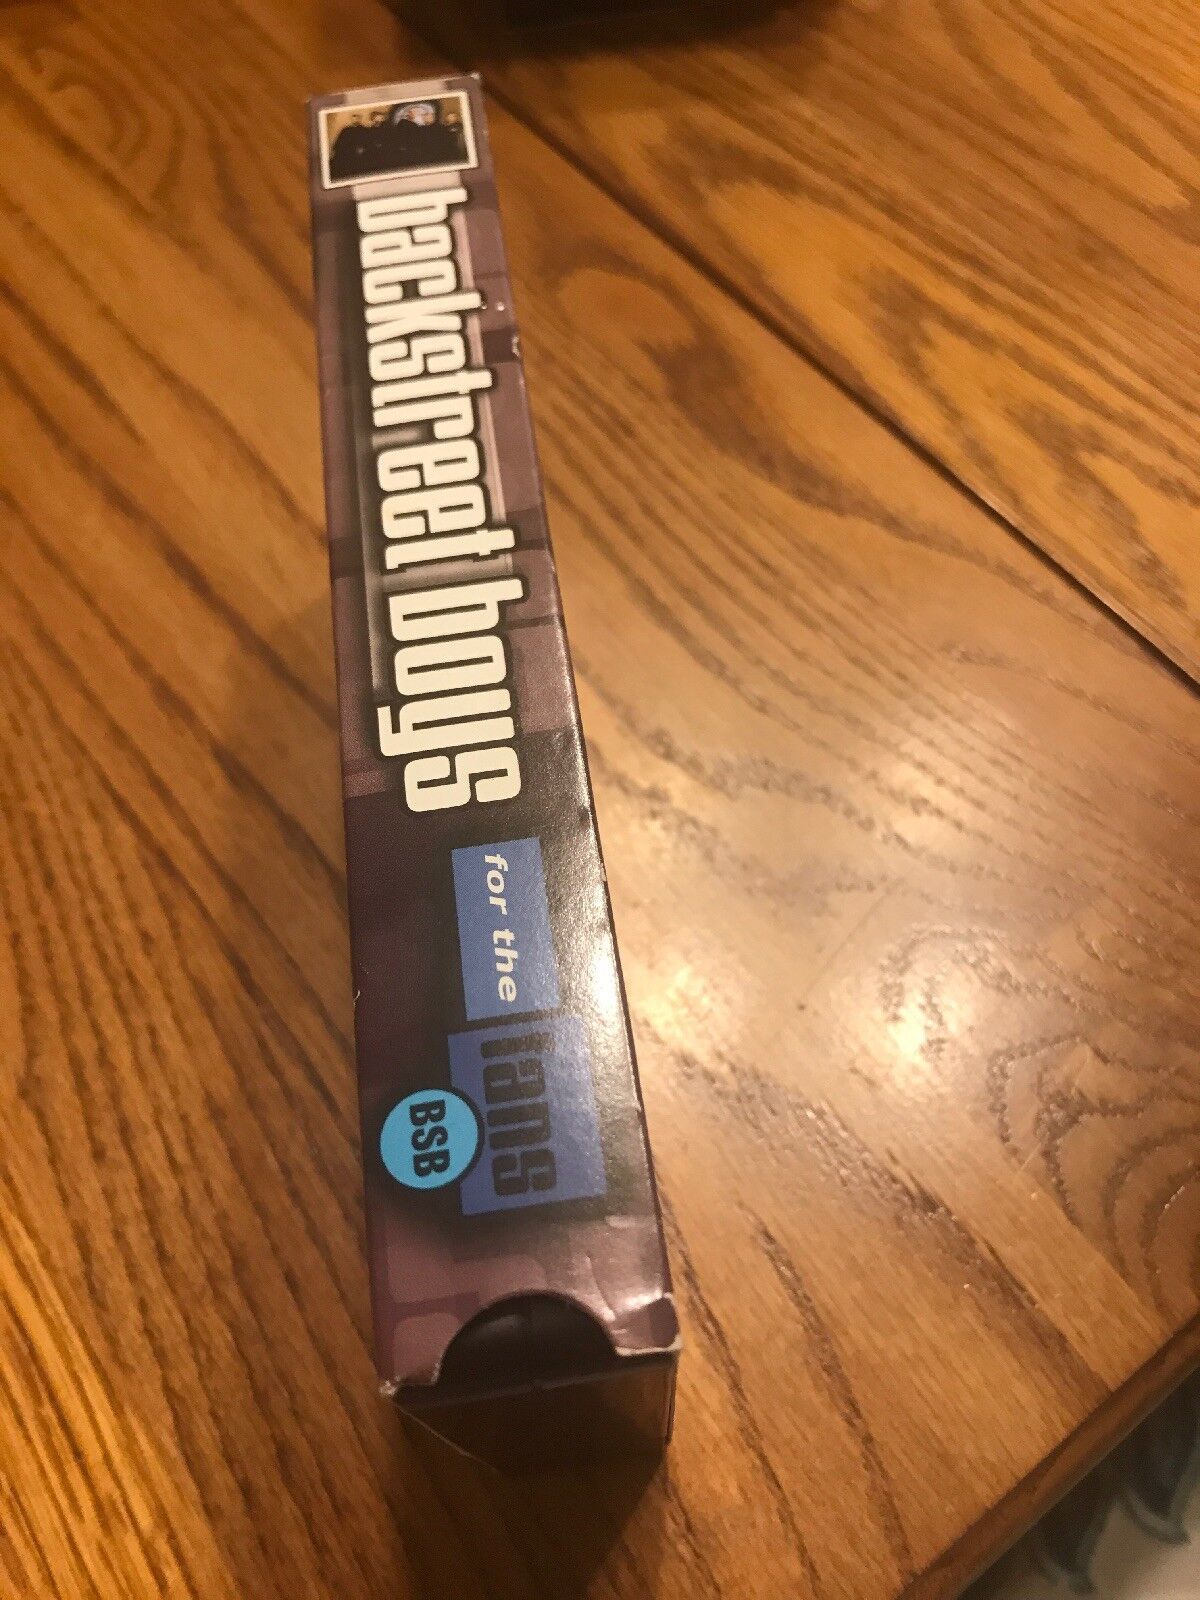 backstreet boys
for the
fans
BSB